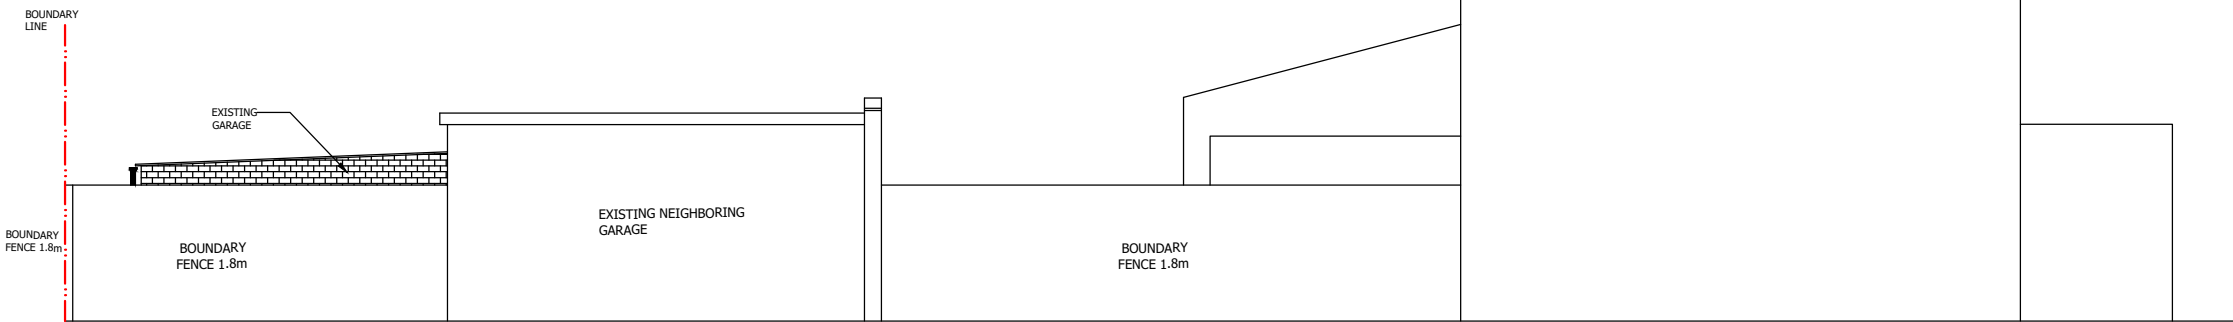 BOUNDARY
LINE
EXISTING
GARAGE
BOUNDARY
FENCE 1.8m
BOUNDARY
FENCE 1.8m
EXISTING NEIGHBORING
GARAGE
BOUNDARY
FENCE 1.8m